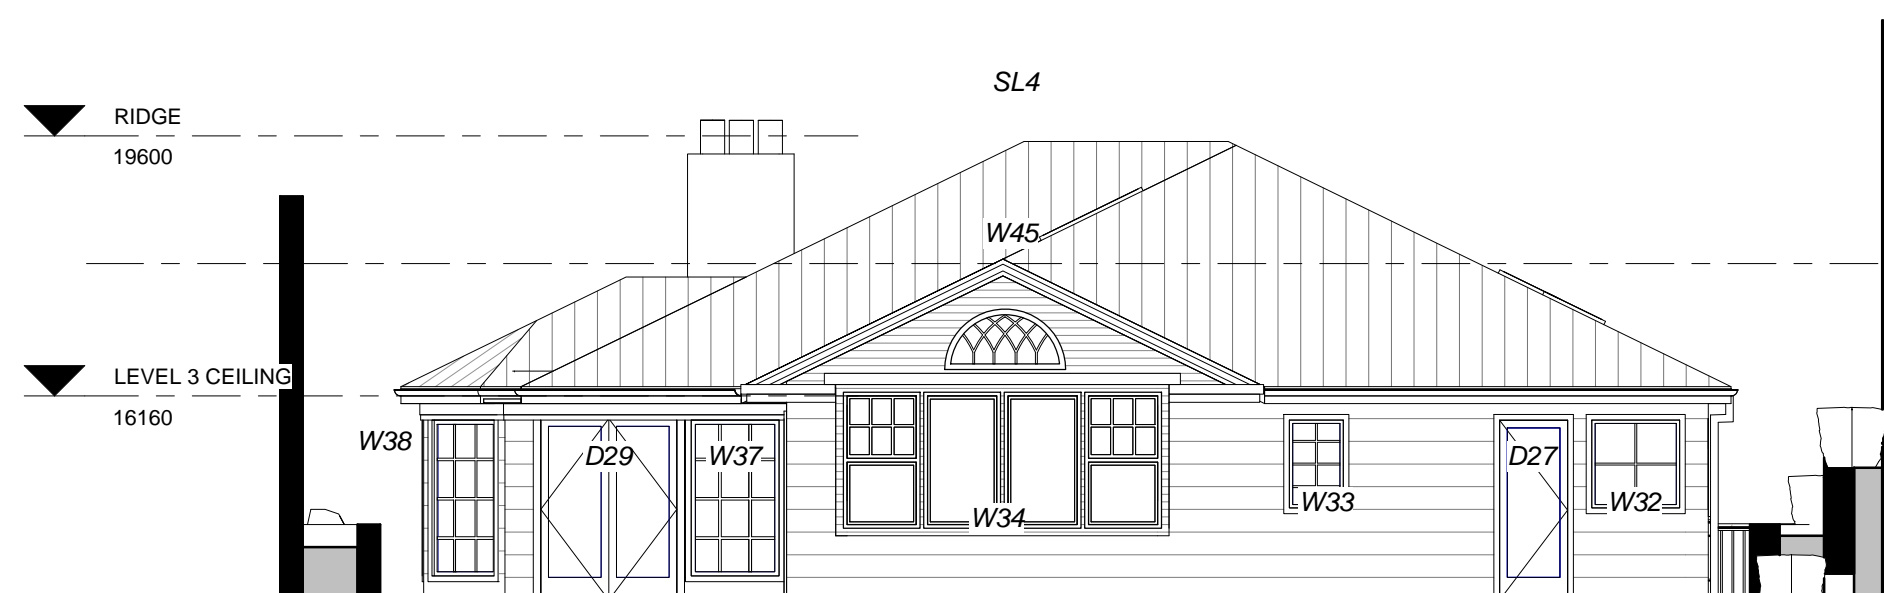 SL4
RIDGE
19600
W45
LEVEL 3 CEILING
16160
W38
D29
W37
D27
W34
W33
W32